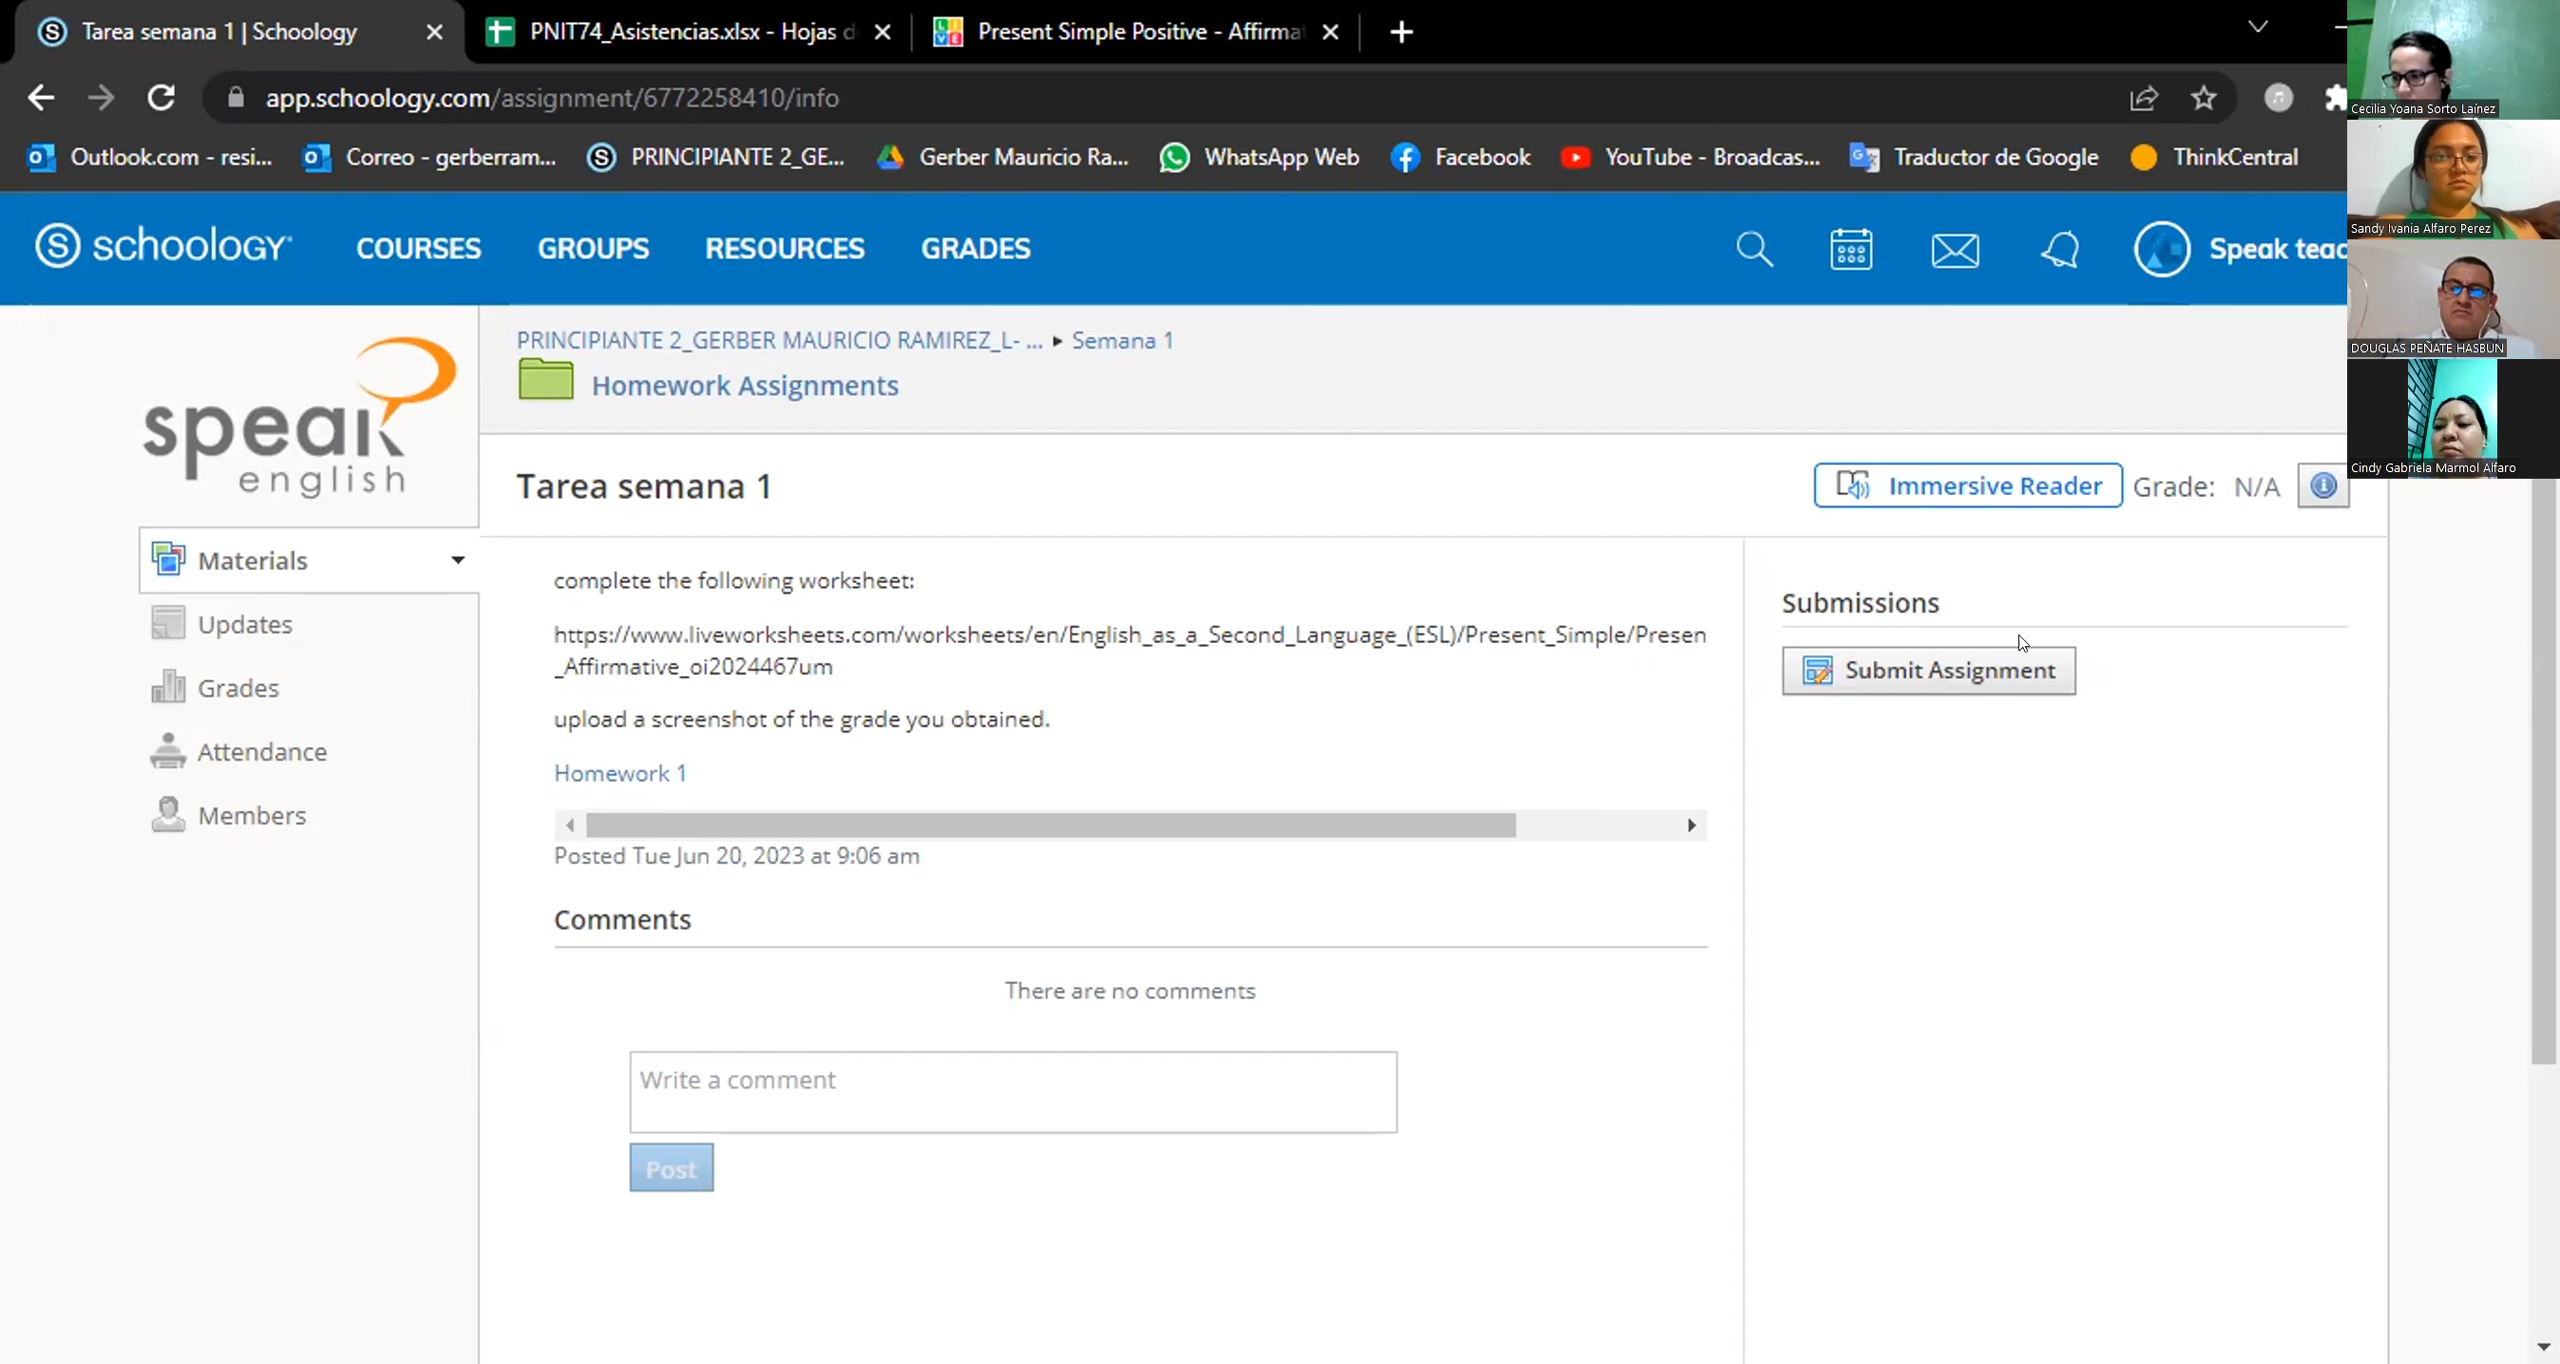 Tarea semana 1 | Schoology
PNIT74_Asistencias.xlsx - Hojas d
Present Simple Positive - Affirma
app.schoology.com/assignment/6772258410/info
Outlook.com - resi...
Correo - gerberram...
PRINCIPIANTE 2_GE...
Gerber Mauricio Ra...
WhatsApp Web
Facebook
YouTube - Broadcas...
Traductor de Google
ThinkCentral
S schoology
COURSES
GROUPS
RESOURCES
GRADES
Speak teac
Cecilia Yoana Sorto Laínez
Sandy Ivania Alfaro Perez
DOUGLAS PEÑATE HASBUN
Cindy Gabriela Marmol Alfaro
speak
english
Materials
Updates
Grades
Attendance
Members
PRINCIPIANTE 2_GERBER MAURICIO RAMIREZ_L- ... ▸ Semana 1
Homework Assignments
Tarea semana 1
Immersive Reader
Grade: N/A
complete the following worksheet:
https://www.liveworksheets.com/worksheets/en/English_as_a_Second_Language_(ESL)/Present_Simple/Presen
_Affirmative_oi2024467um
upload a screenshot of the grade you obtained.
Homework 1
Posted Tue Jun 20, 2023 at 9:06 am
Comments
There are no comments
Write a comment
Post
Submissions
Submit Assignment